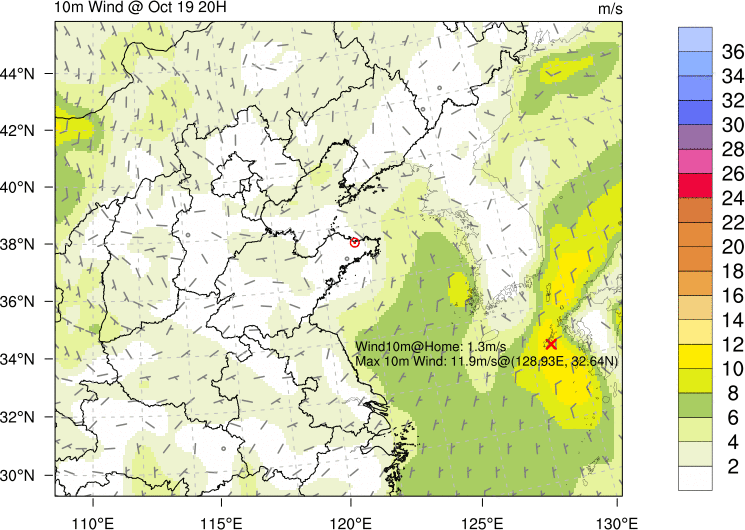 10m Wind @ Oct 19 20H
m/s
44°N
42°N
40°N
38°N
36°N
34°N
32°N
30°N
110°E
115°E
120°E
125°E
130°E
Wind10m@Home: 1.3m/s
Max 10m Wind: 11.9m/s@(128.93E, 32.64N)
36
34
32
30
28
26
24
22
20
18
16
14
12
10
8
6
4
2